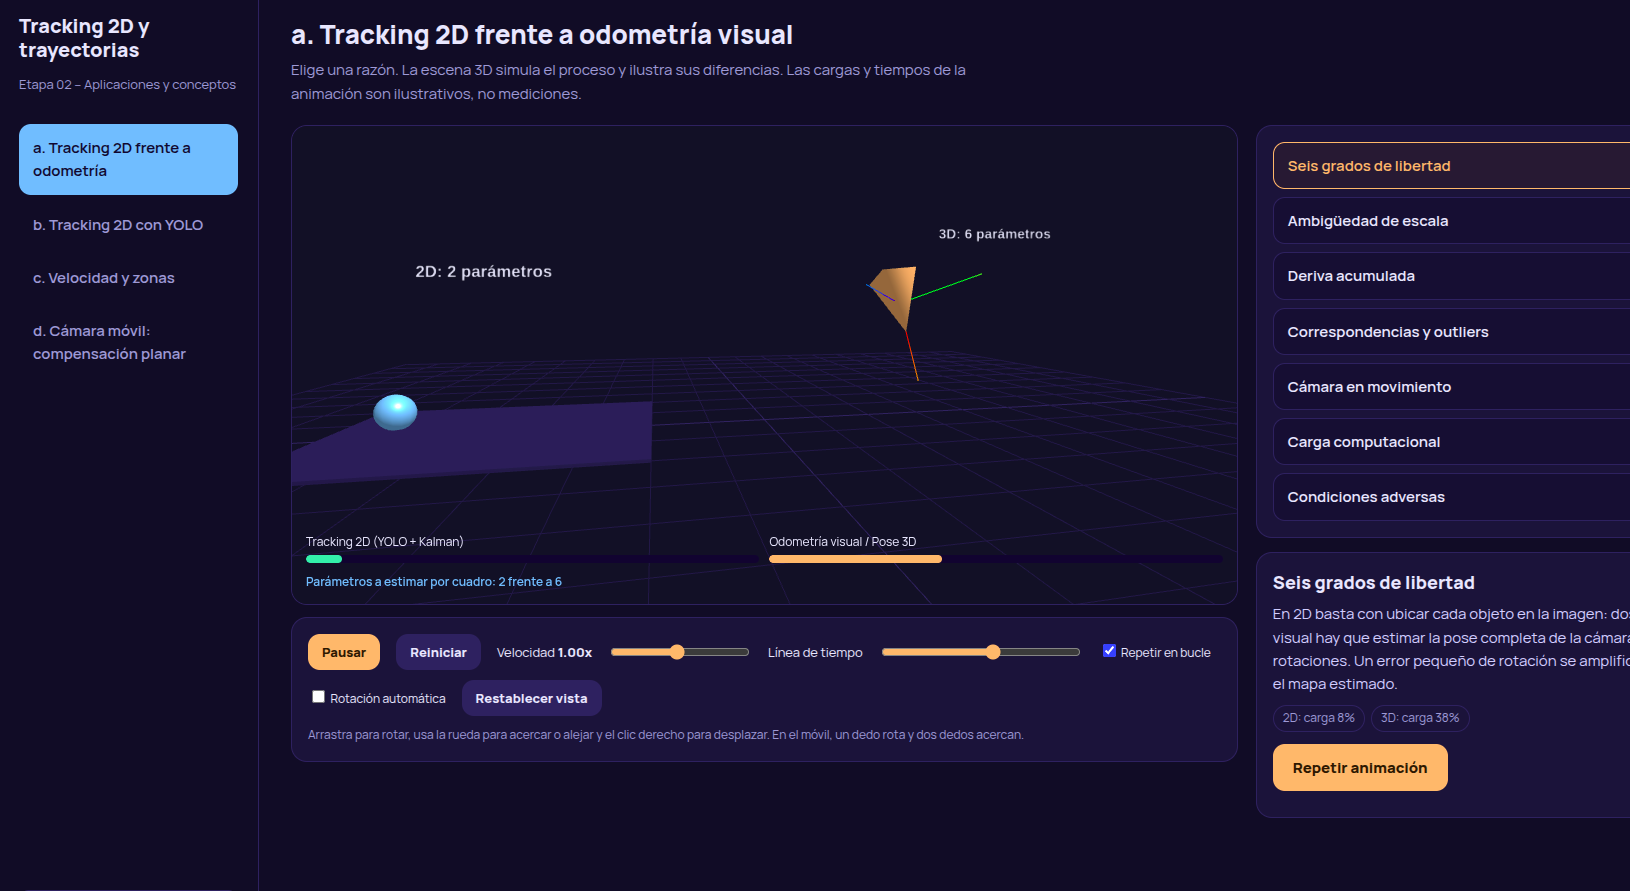 Tracking 2D y
trayectorias
Etapa 02 – Aplicaciones y conceptos
a. Tracking 2D frente a
odometría
b. Tracking 2D con YOLO
c. Velocidad y zonas
d. Cámara móvil:
compensación planar
a. Tracking 2D frente a odometría visual
Elige una razón. La escena 3D simula el proceso y ilustra sus diferencias. Las cargas y tiempos de la
animación son ilustrativos, no mediciones.
2D: 2 parámetros
3D: 6 parámetros
Tracking 2D (YOLO + Kalman)
Odometría visual / Pose 3D
Parámetros a estimar por cuadro: 2 frente a 6
Pausar
Reiniciar
Velocidad 1.00x
Línea de tiempo
Repetir en bucle
Rotación automática
Restablecer vista
Arrastra para rotar, usa la rueda para acercar o alejar y el clic derecho para desplazar. En el móvil, un dedo rota y dos dedos acercan.
Seis grados de libertad
Ambigüedad de escala
Deriva acumulada
Correspondencias y outliers
Cámara en movimiento
Carga computacional
Condiciones adversas
Seis grados de libertad
En 2D basta con ubicar cada objeto en la imagen:
visual hay que estimar la pose completa de la
rotaciones. Un error pequeño de rotación se
el mapa estimado.
2D: carga 8%
3D: carga 38%
Repetir animación